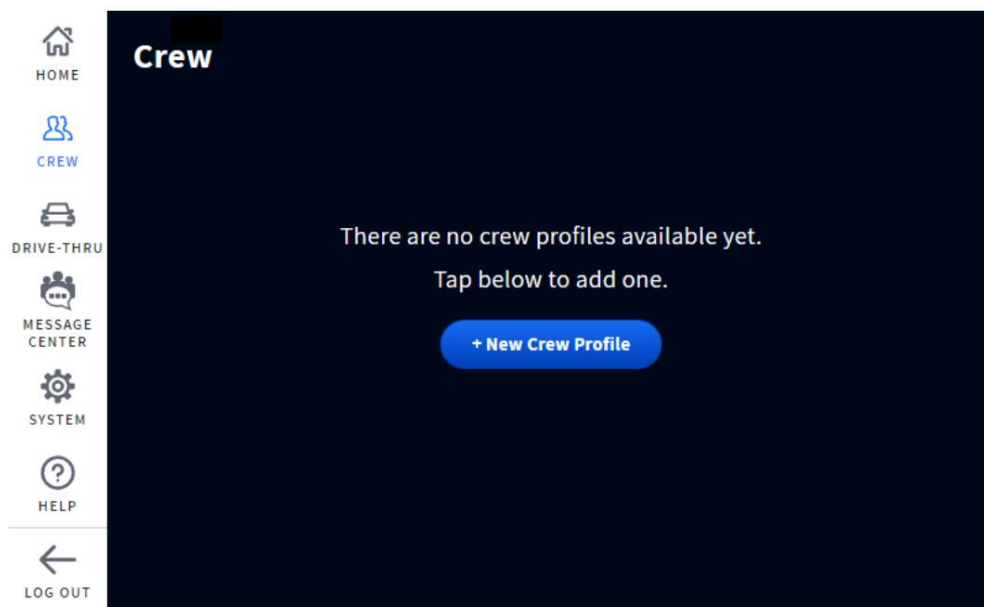 HOME
CREW
DRIVE-THRU
MESSAGE
CENTER
SYSTEM
?
HELP
LOG OUT
Crew
There are no crew profiles available yet.
Tap below to add one.
+ New Crew Profile